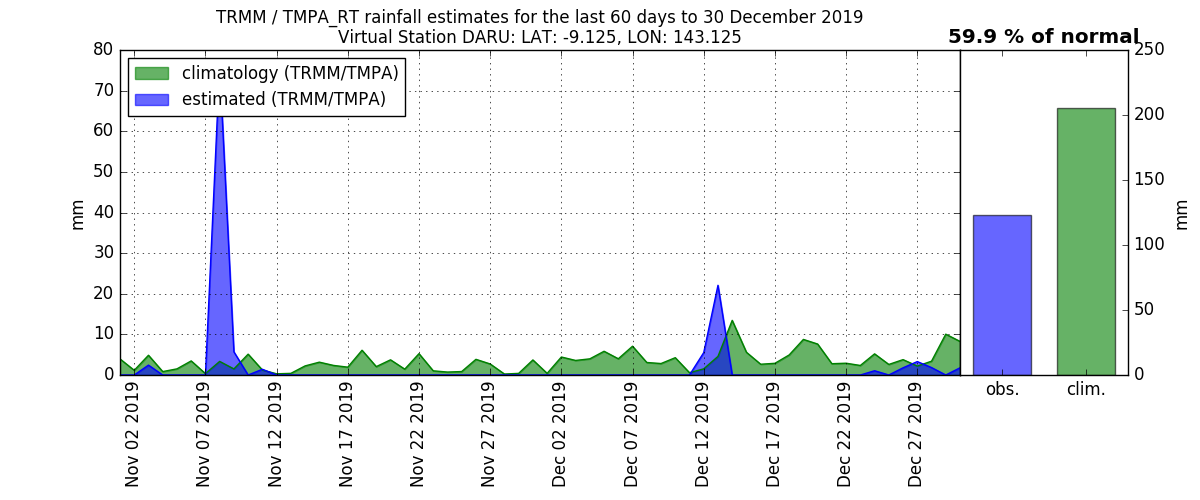 TRMM / TMPA_RT rainfall estimates for the last 60 days to 30 December 2019
Virtual Station DARU: LAT: -9.125, LON: 143.125
59.9 % of normal
climatology (TRMM/TMPA)
estimated (TRMM/TMPA)
mm
80
70
60
50
40
30
20
10
0
Nov 02 2019
Nov 07 2019
Nov 12 2019
Nov 17 2019
Nov 22 2019
Nov 27 2019
Dec 02 2019
Dec 07 2019
Dec 12 2019
Dec 17 2019
Dec 22 2019
Dec 27 2019
obs.
clim.
250
200
150
100
50
0
mm